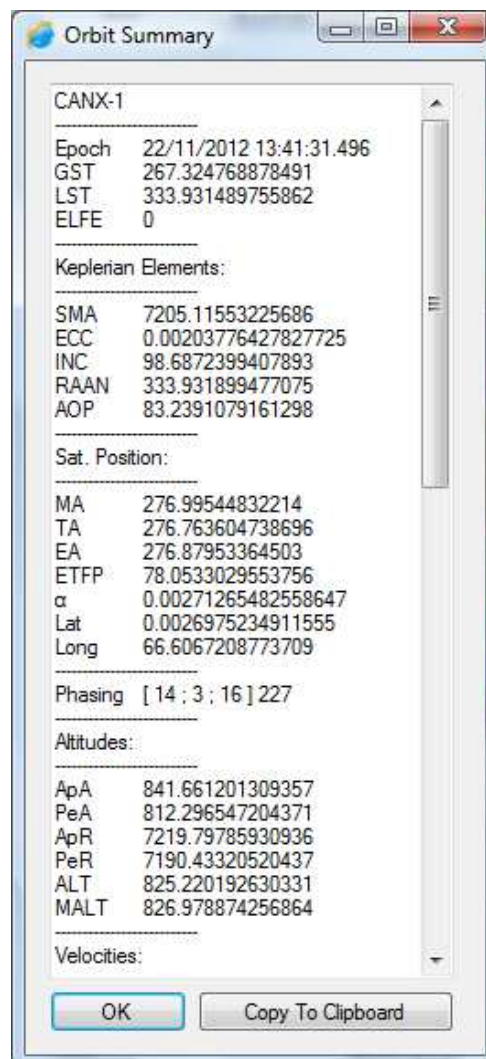 Orbit Summary
CANX-1
Epoch 22/11/2012 13:41:31.496
GST 267.324768878491
LST 333.931489755862
ELFE 0
Keplerian Elements:
SMA 7205.11553225686
ECC 0.00203776427827725
INC 98.6872399407893
RAAN 333.931899477075
AOP 83.2391079161298
Sat. Position:
MA 276.99544832214
TA 276.763604738696
EA 276.87953364503
ETFP 78.0533029553756
α 0.00271265482558647
Lat 0.0026975234911555
Long 66.6067208773709
Phasing [ 14 ; 3 ; 16 ] 227
Altitudes:
ApA 841.661201309357
PeA 812.296547204371
ApR 7219.79785930936
PeR 7190.43320520437
ALT 825.220192630331
MALT 826.978874256864
Velocities:
OK Copy To Clipboard